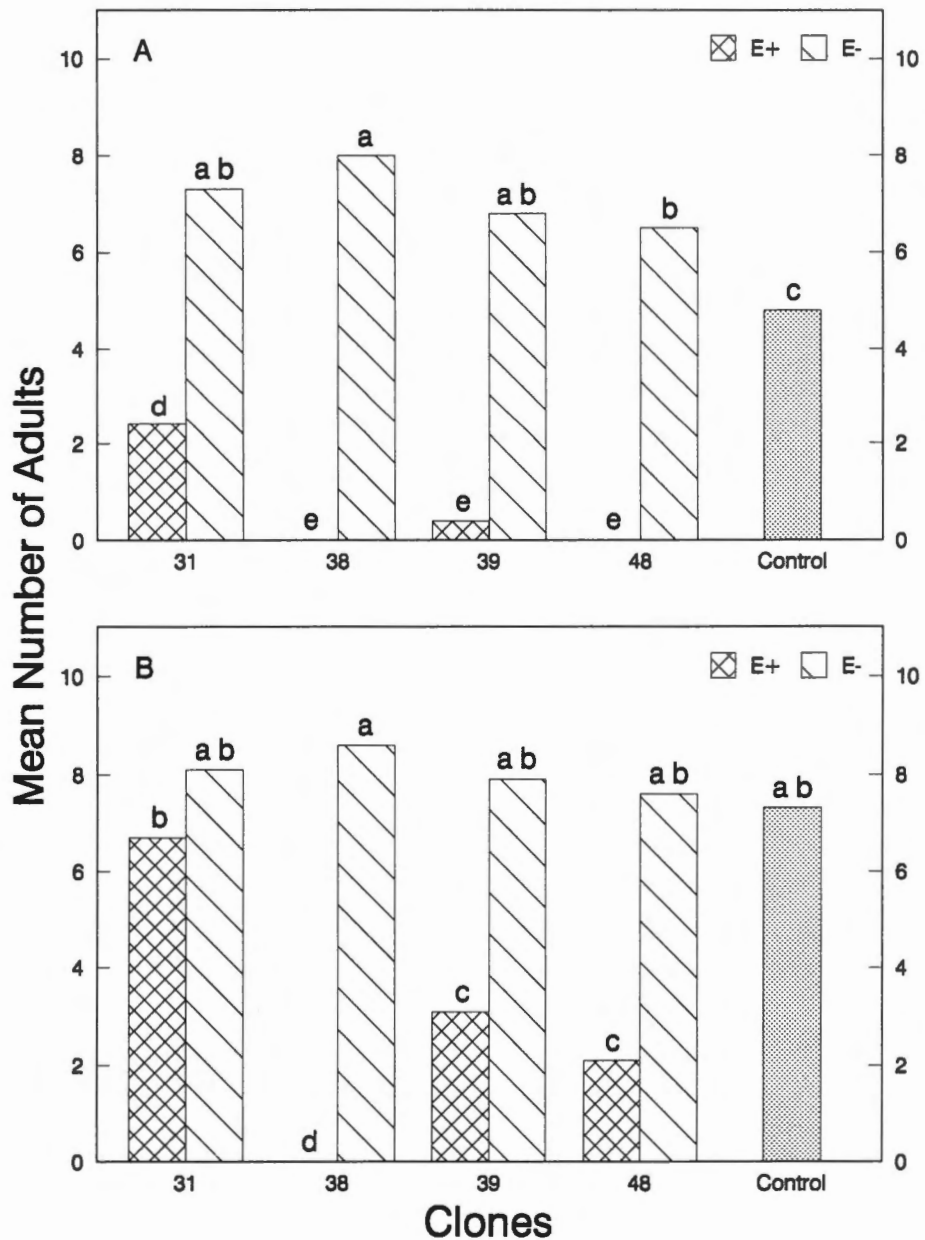 Mean Number of Adults
A
E+ E-
10 10
8 8
6 6
4 4
2 2
0 0
a b
a
a b
b
c
d
e
e
e
31 38 39 48 Control
B
E+ E-
10 10
8 8
6 6
4 4
2 2
0 0
b
a b
d
a
c
a b
c
a b
a b
31 38 39 48 Control
Clones